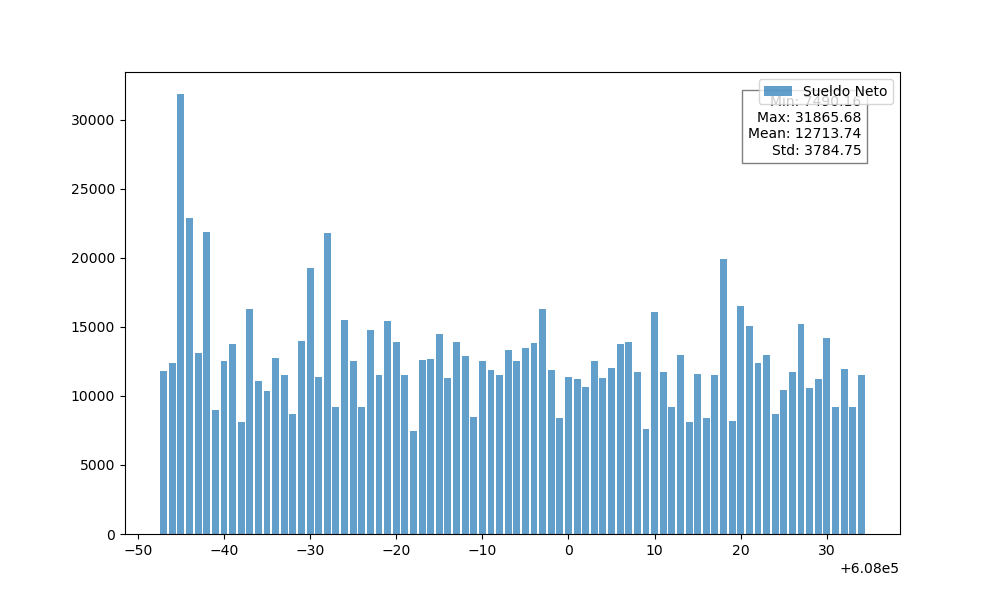 Sueldo Neto
Min: 7490.16
Max: 31865.68
Mean: 12713.74
Std: 3784.75
30000
25000
20000
15000
10000
5000
0
−50 −40 −30 −20 −10 0 10 20 30
+6.08e5